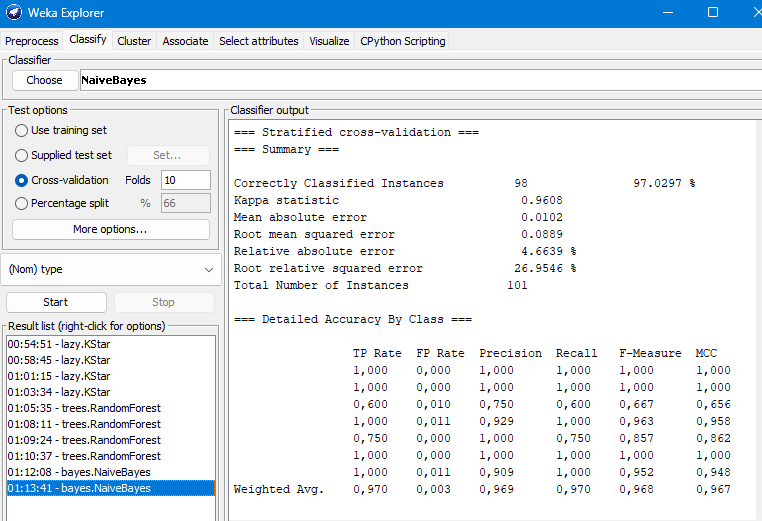 Weka Explorer
Preprocess Classify Cluster Associate Select attributes Visualize CPython Scripting
Classifier
Choose NaiveBayes
Test options
Use training set
Supplied test set Set...
Cross-validation Folds 10
Percentage split % 66
More options...
(Nom) type
Start Stop
Result list (right-click for options)
00:54:51 - lazy.KStar
00:58:45 - lazy.KStar
01:01:15 - lazy.KStar
01:03:34 - lazy.KStar
01:05:35 - trees.RandomForest
01:08:11 - trees.RandomForest
01:09:24 - trees.RandomForest
01:10:37 - trees.RandomForest
01:12:08 - bayes.NaiveBayes
01:13:41 - bayes.NaiveBayes
Classifier output
=== Stratified cross-validation ===
=== Summary ===
Correctly Classified Instances 98 97.0297 %
Kappa statistic 0.9608
Mean absolute error 0.0102
Root mean squared error 0.0889
Relative absolute error 4.6639 %
Root relative squared error 26.9546 %
Total Number of Instances 101
=== Detailed Accuracy By Class ===
TP Rate FP Rate Precision Recall F-Measure MCC
1,000 0,000 1,000 1,000 1,000 1,000
1,000 0,000 1,000 1,000 1,000 1,000
0,600 0,010 0,750 0,600 0,667 0,656
1,000 0,011 0,929 1,000 0,963 0,958
0,750 0,000 1,000 0,750 0,857 0,862
1,000 0,000 1,000 1,000 1,000 1,000
1,000 0,011 0,909 1,000 0,952 0,948
Weighted Avg. 0,970 0,003 0,969 0,970 0,968 0,967